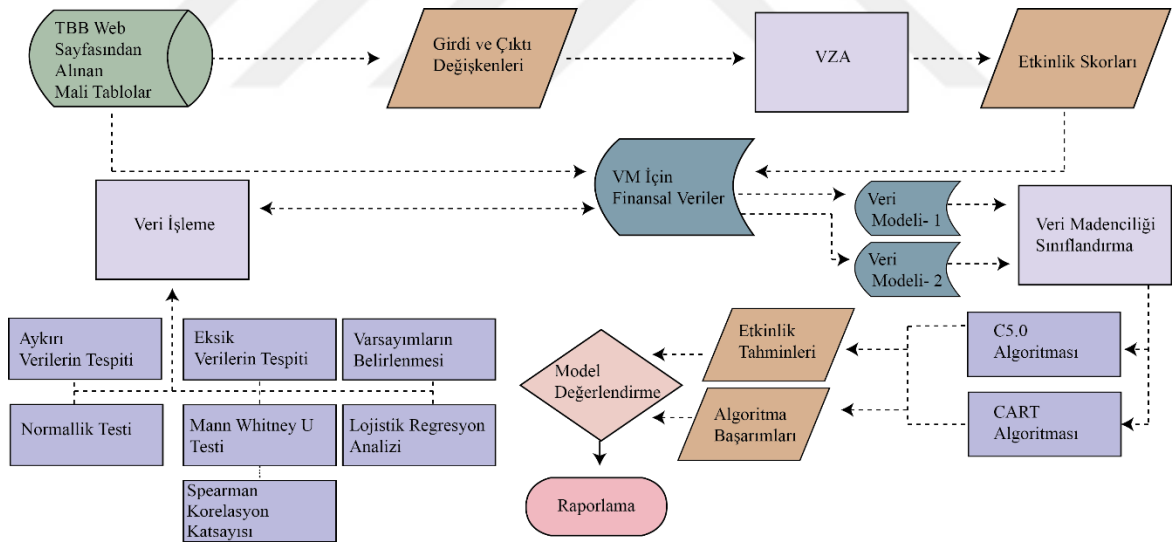 TBB Web
Sayfasından
Alınan
Mali Tablolar
Girdi ve Çıktı
Değişkenleri
VZA
Etkinlik Skorları
Veri İşleme
VM İçin
Finansal Veriler
Veri
Modeli- 1
Veri
Modeli- 2
Veri Madenciliği
Sınıflandırma
Aykırı
Verilerin Tespiti
Eksik
Verilerin Tespiti
Varsayımların
Belirlenmesi
Normallik Testi
Mann Whitney U
Testi
Lojistik Regresyon
Analizi
Spearman
Korelasyon
Katsayısı
Model
Değerlendirme
Etkinlik
Tahminleri
Algoritma
Başarımları
C5.0
Algoritması
CART
Algoritması
Raporlama